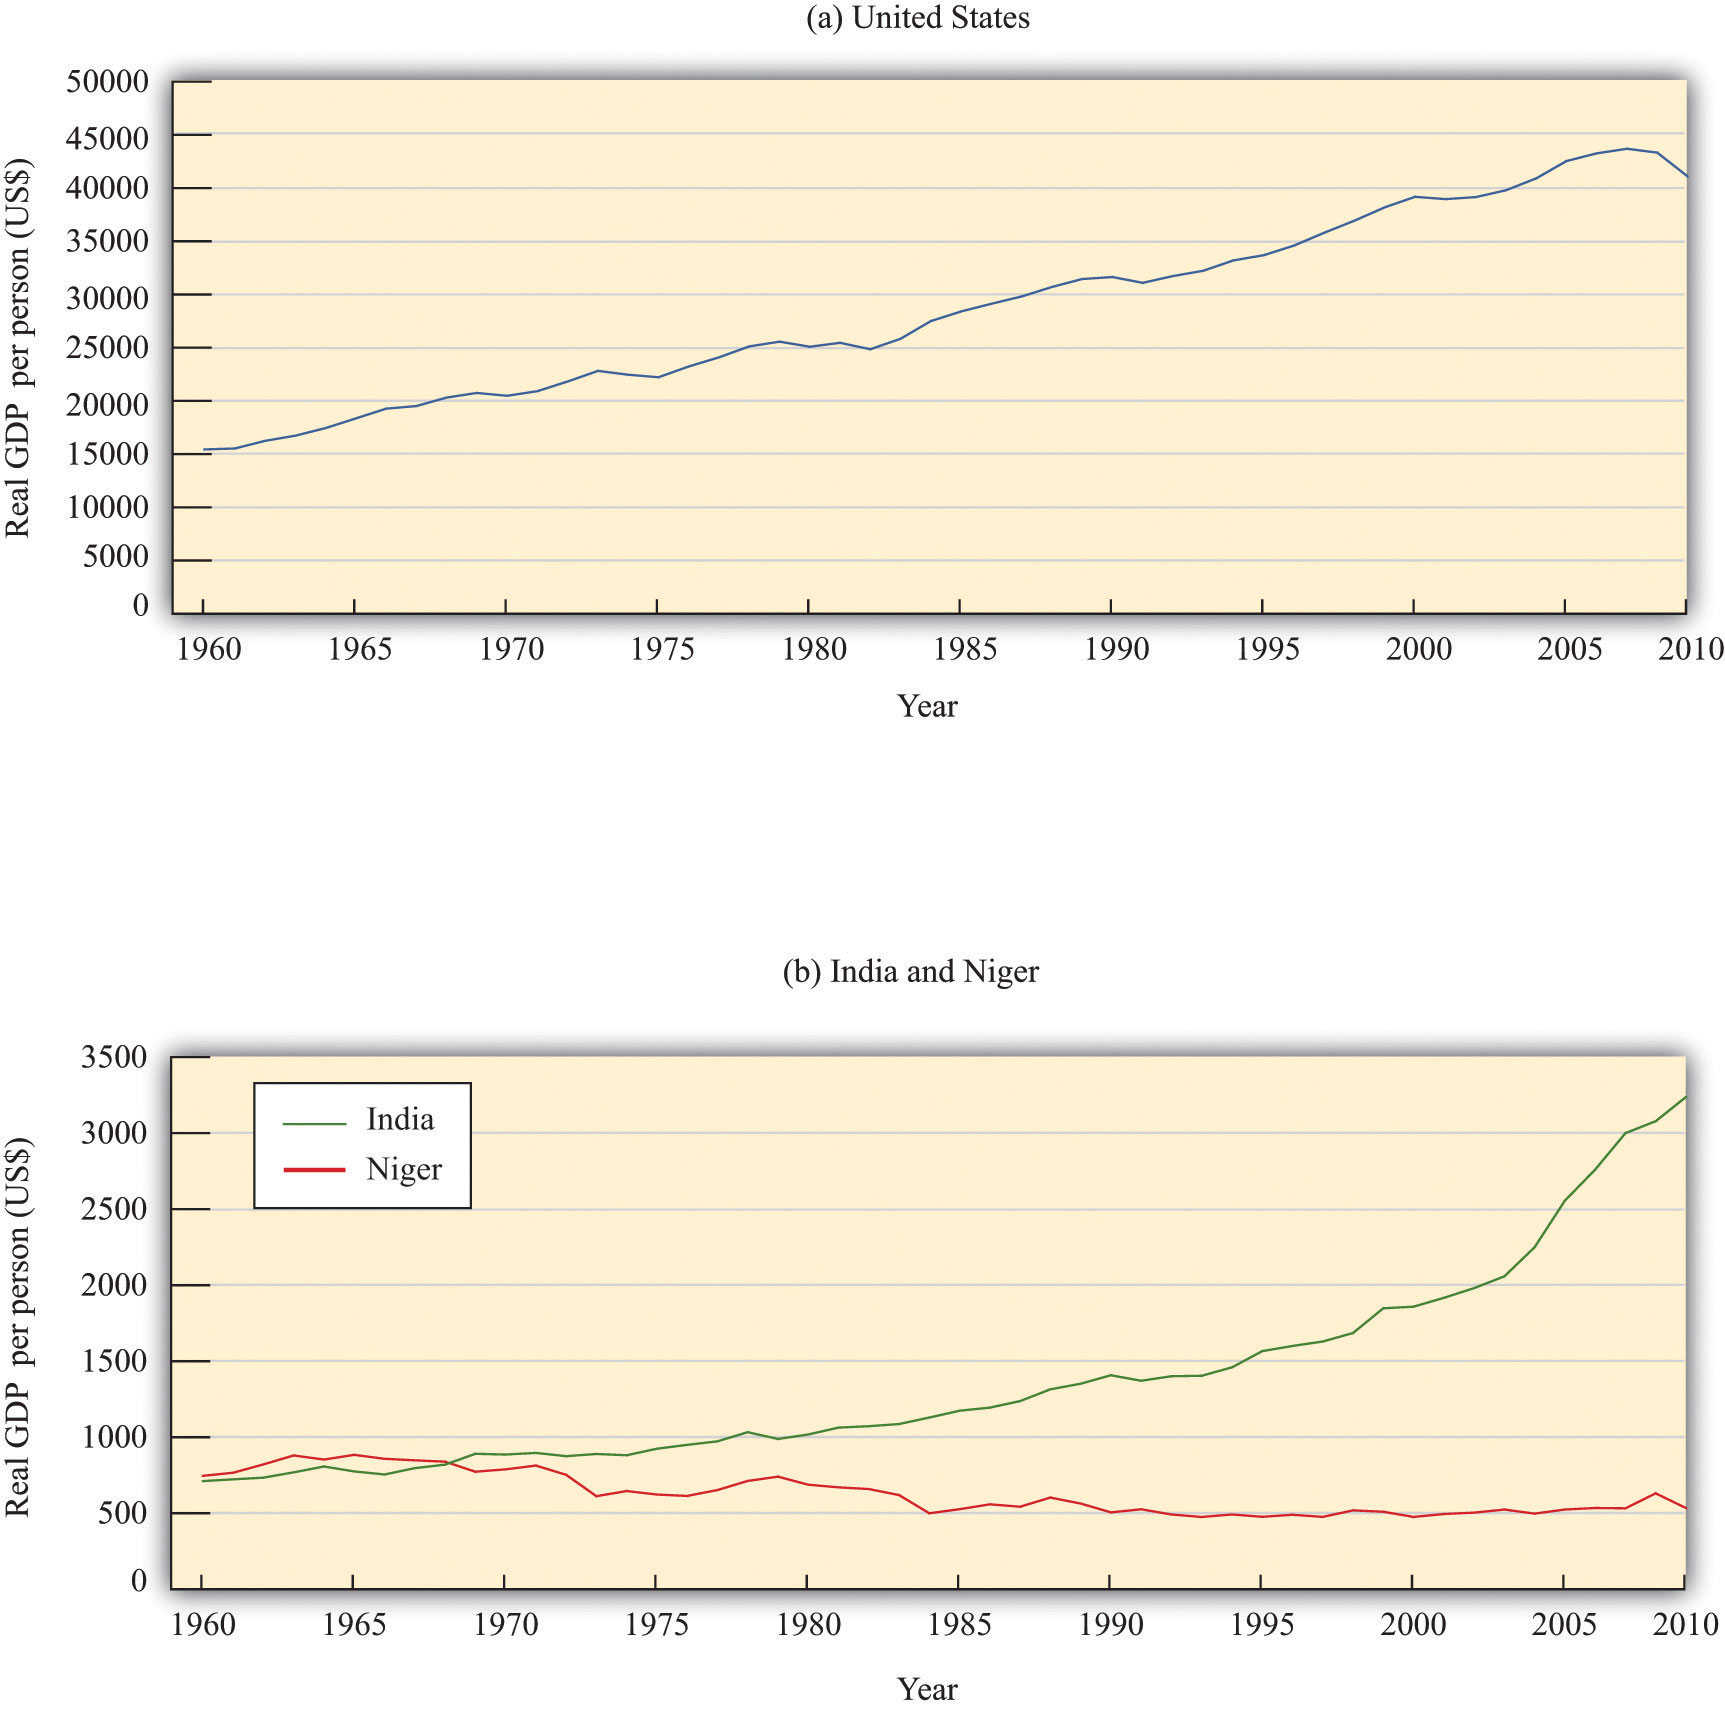 (a) United States
50000
45000
40000
35000
30000
25000
20000
15000
10000
5000
0
Real GDP per person (US$)
1960 1965 1970 1975 1980 1985 1990 1995 2000 2005 2010
Year
(b) India and Niger
3500
3000
2500
2000
1500
1000
500
0
Real GDP per person (US$)
India
Niger
1960 1965 1970 1975 1980 1985 1990 1995 2000 2005 2010
Year